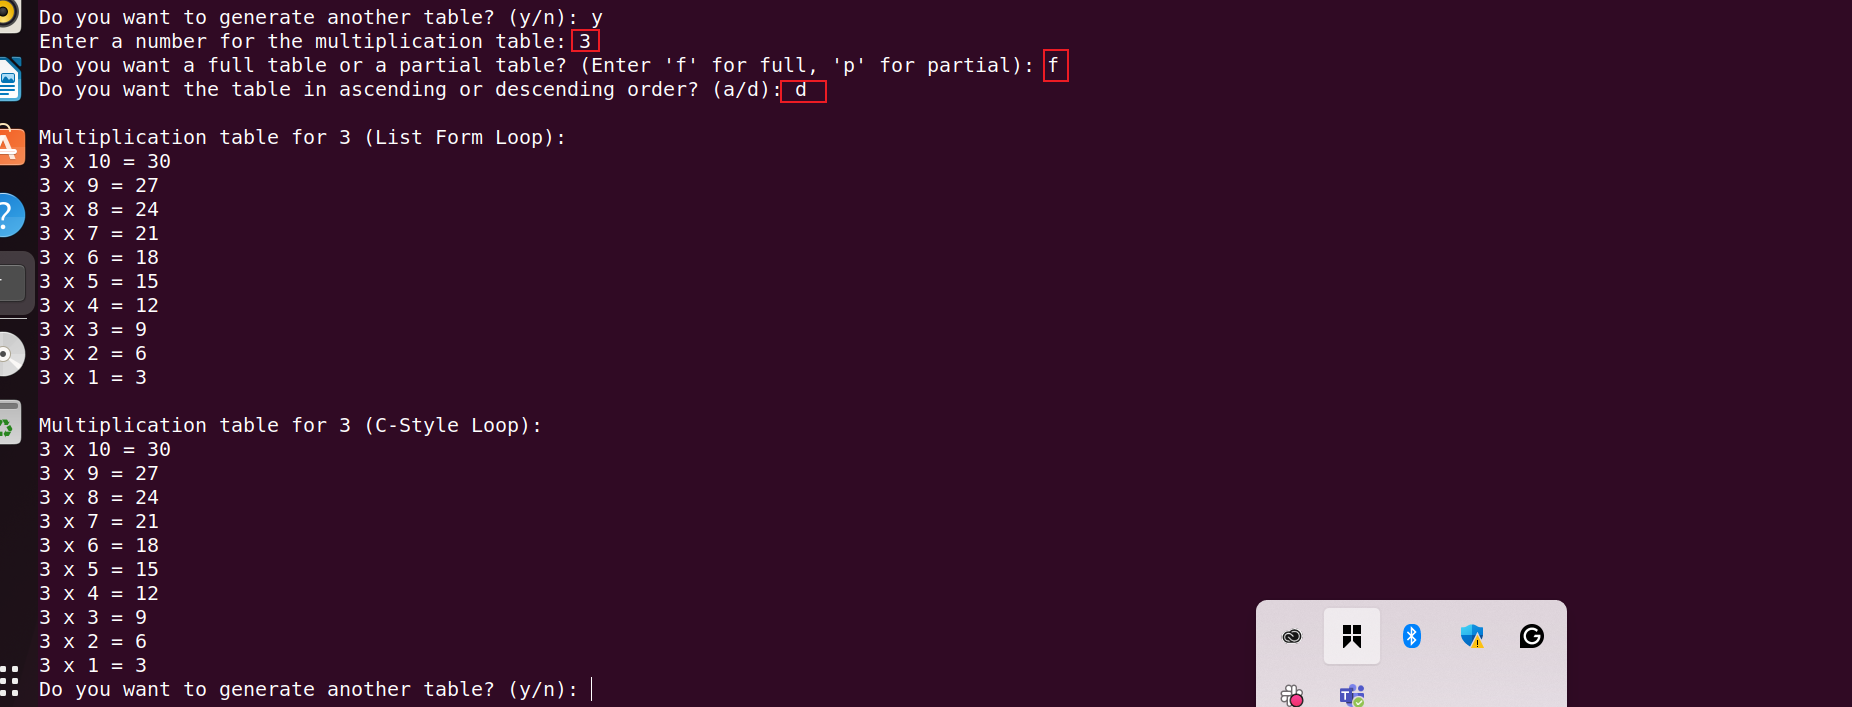 Do you want to generate another table? (y/n): y
Enter a number for the multiplication table: 3
Do you want a full table or a partial table? (Enter 'f' for full, 'p' for partial): f
Do you want the table in ascending or descending order? (a/d): d
Multiplication table for 3 (List Form Loop):
3 x 10 = 30
3 x 9 = 27
3 x 8 = 24
3 x 7 = 21
3 x 6 = 18
3 x 5 = 15
3 x 4 = 12
3 x 3 = 9
3 x 2 = 6
3 x 1 = 3
Multiplication table for 3 (C-Style Loop):
3 x 10 = 30
3 x 9 = 27
3 x 8 = 24
3 x 7 = 21
3 x 6 = 18
3 x 5 = 15
3 x 4 = 12
3 x 3 = 9
3 x 2 = 6
3 x 1 = 3
Do you want to generate another table? (y/n):